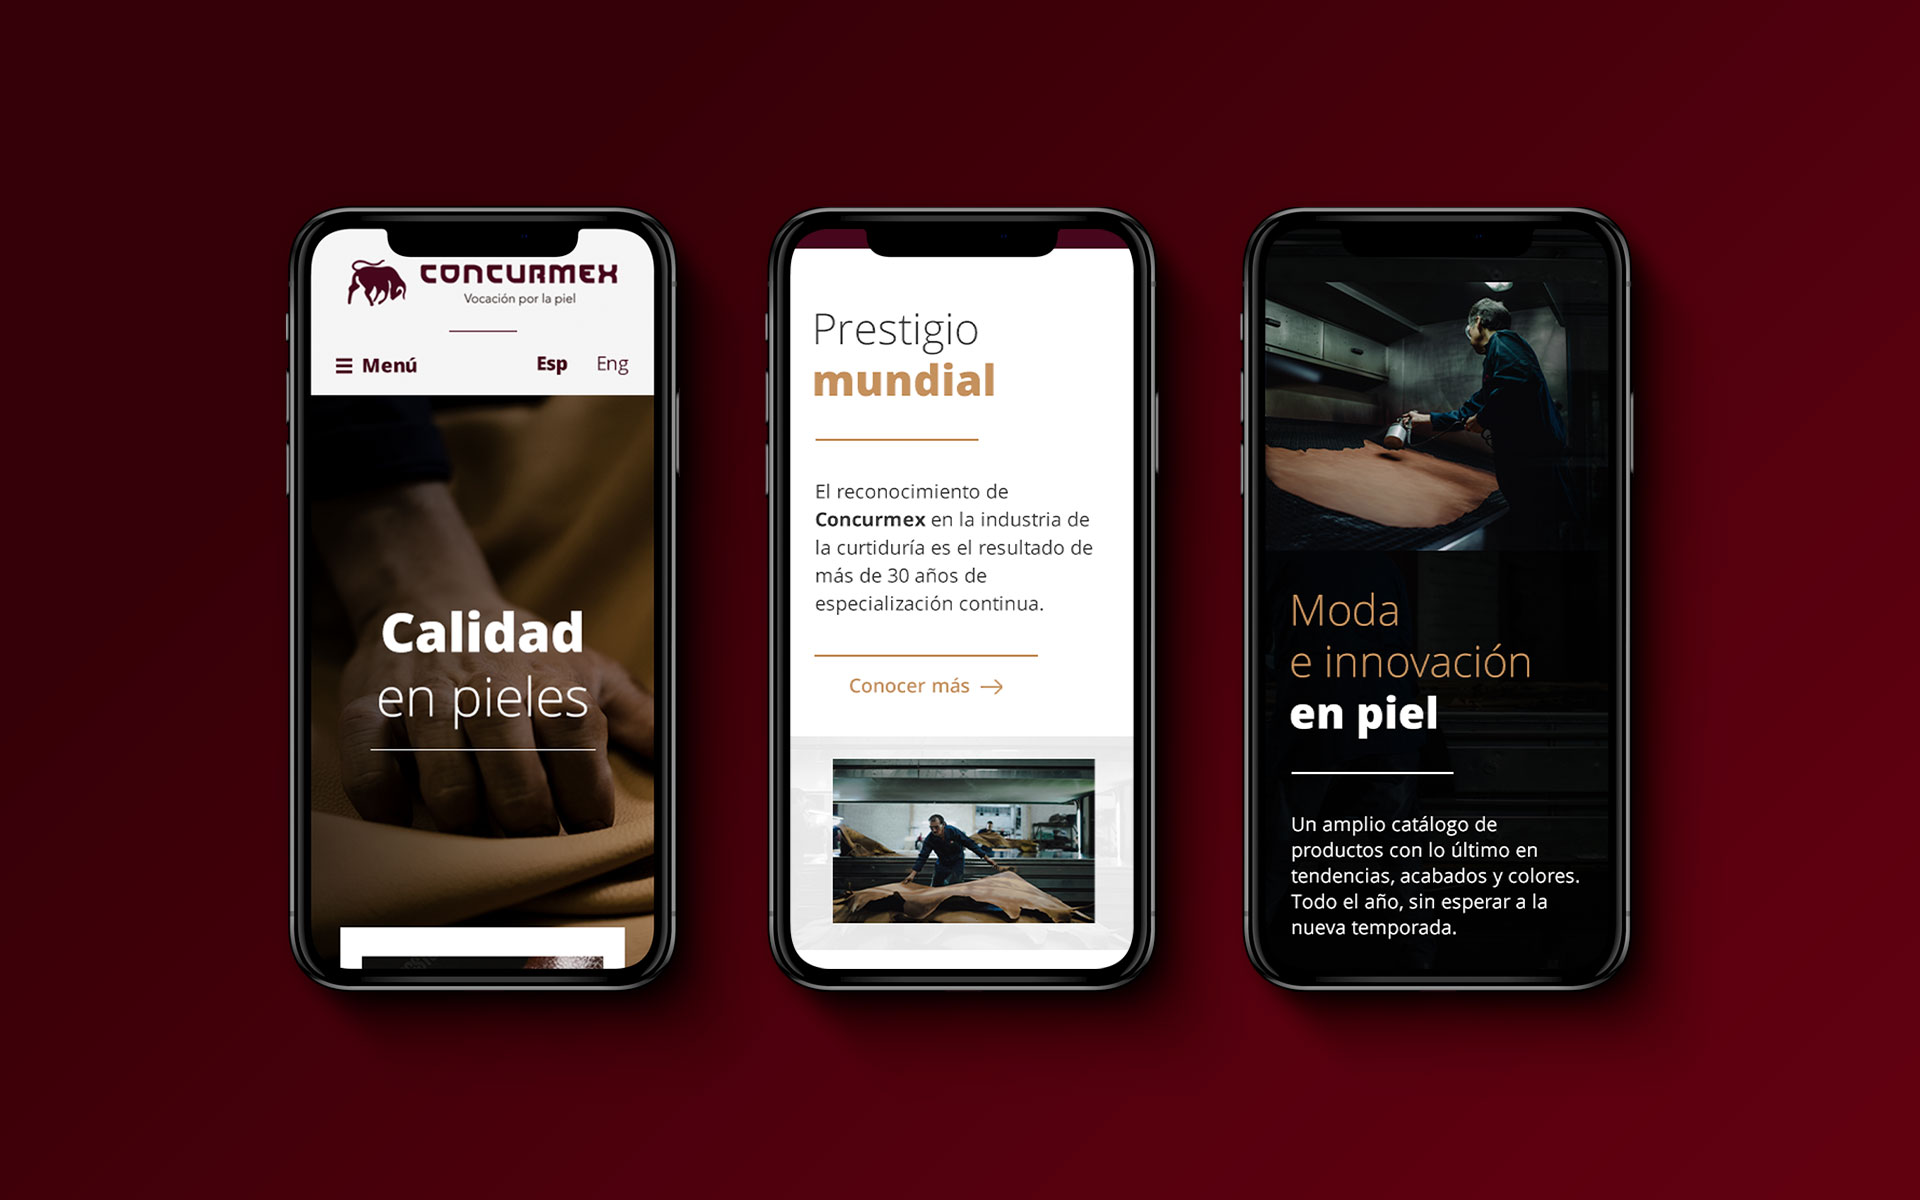 CONCURMEX
Vocación por la piel
Menú
Esp Eng
Calidad
en pieles
Prestigio
mundial
El reconocimiento de
Concurmex en la industria de
la curtiduría es el resultado de
más de 30 años de
especialización continua.
Conocer más →
Moda
e innovación
en piel
Un amplio catálogo de
productos con lo último en
tendencias, acabados y colores.
Todo el año, sin esperar a la
nueva temporada.